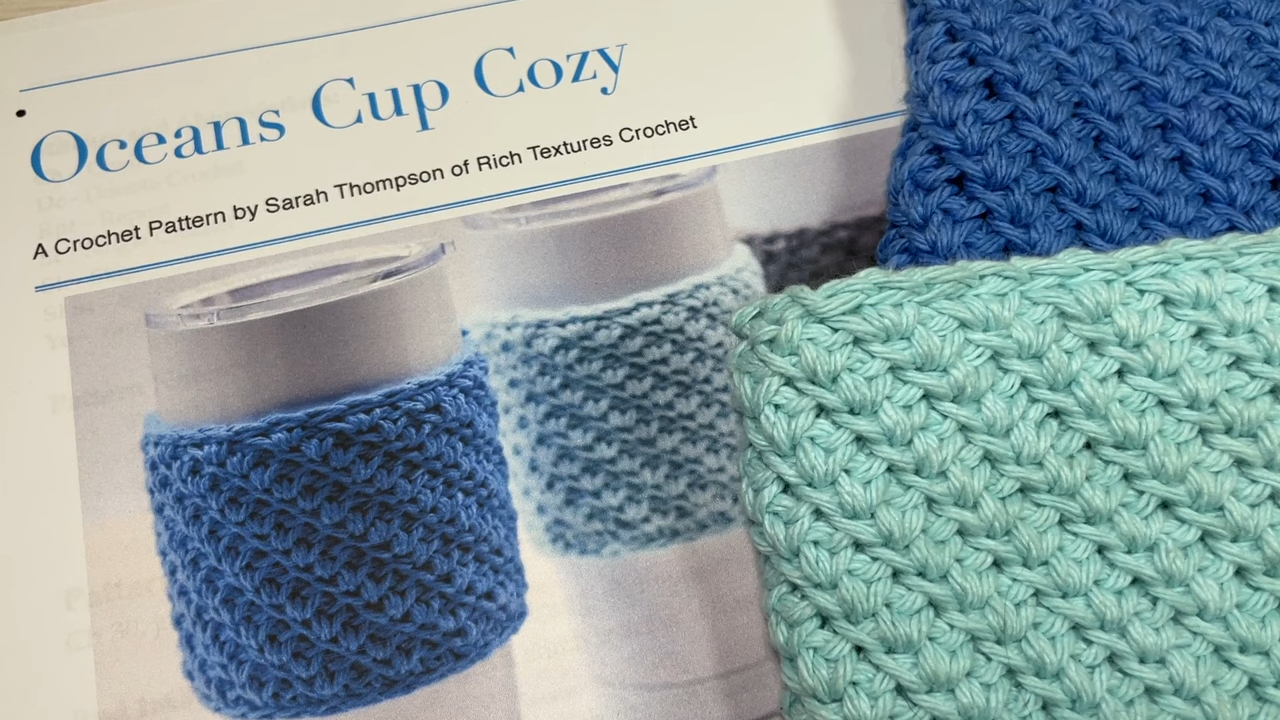 Oceans Cup Cozy
A Crochet Pattern by Sarah Thompson of Rich Textures Crochet